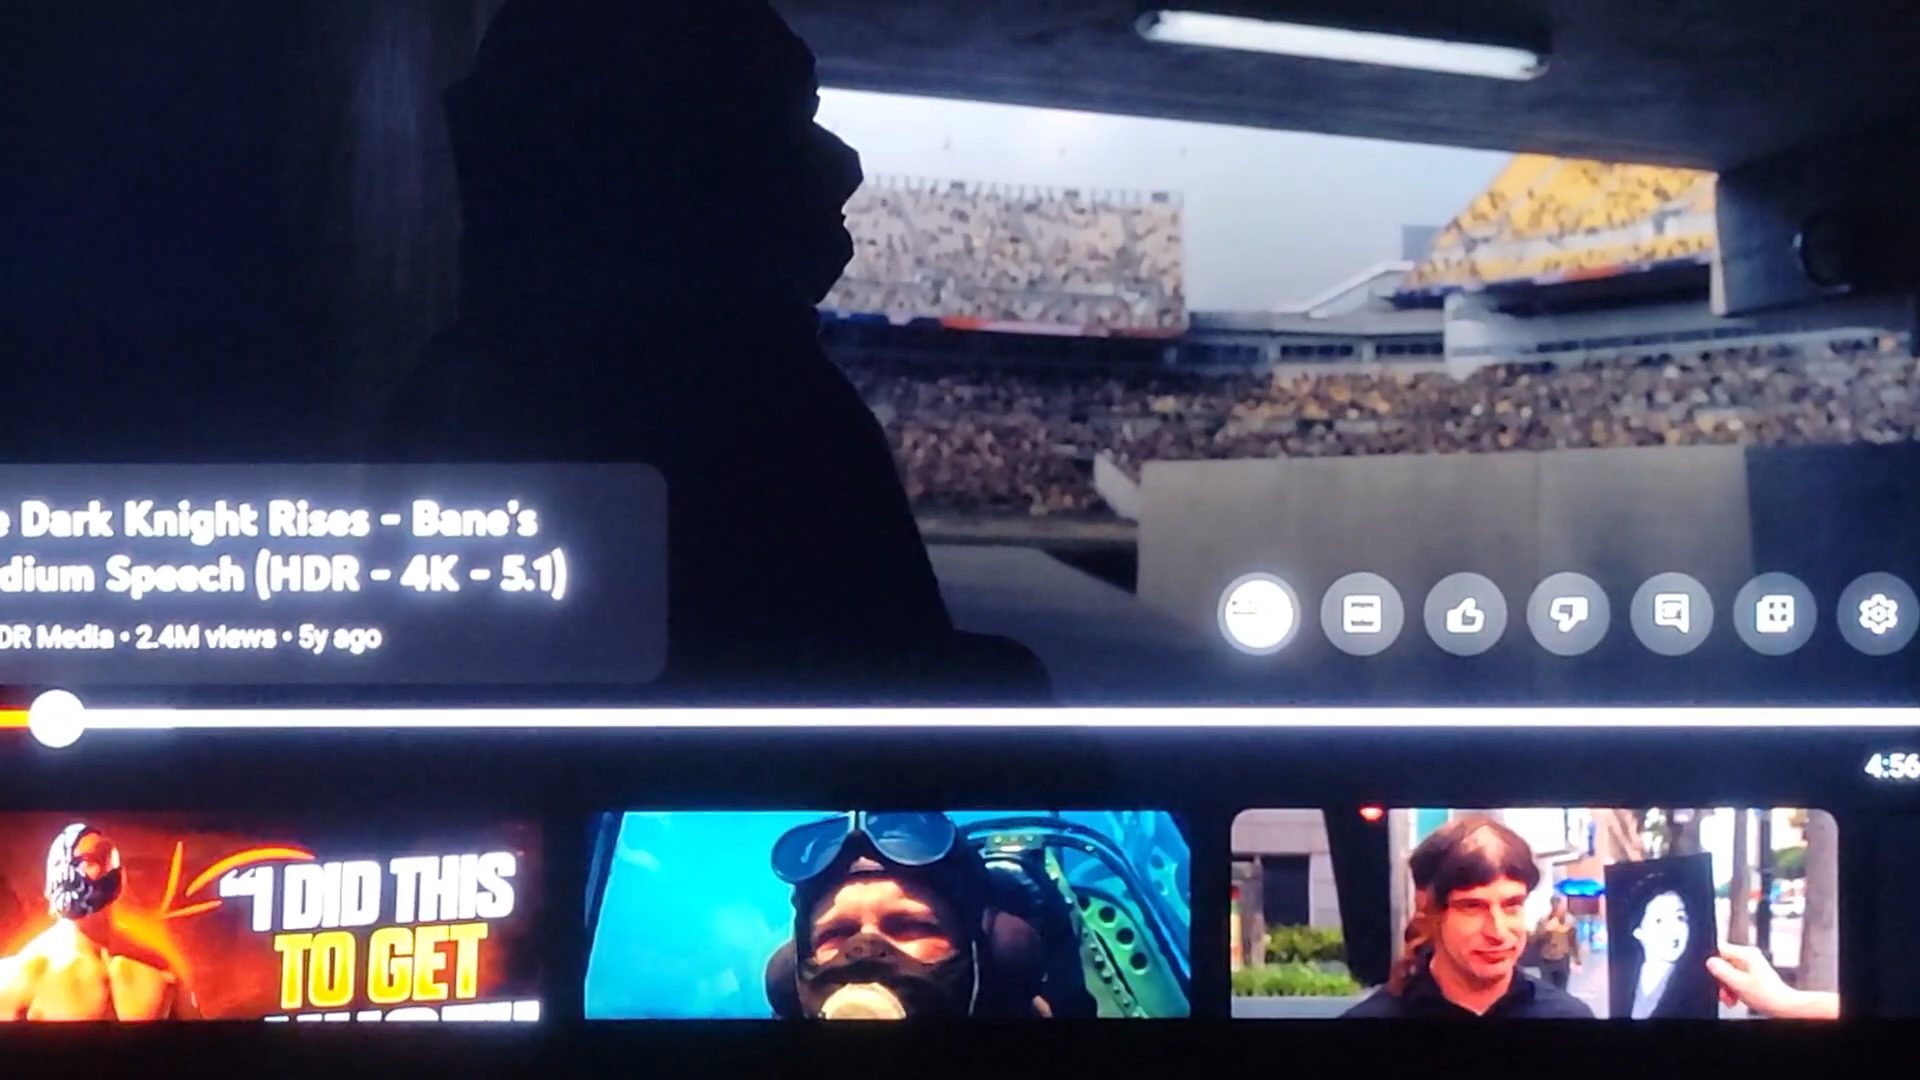 e Dark Knight Rises - Bane's
dium Speech (HDR - 4K - 5.1)
DR Media • 2.4M views • 5y ago
4:56
“I DID THIS
TO GET